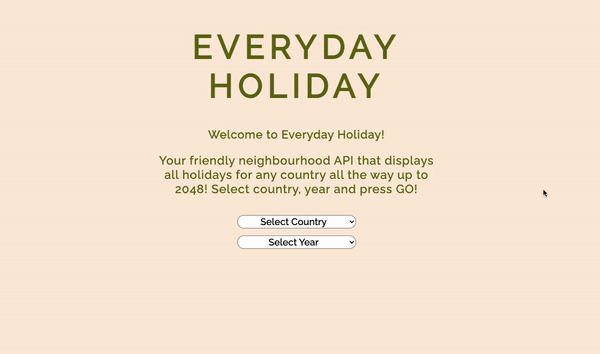 EVERYDAY
HOLIDAY
Welcome to Everyday Holiday!
Your friendly neighbourhood API that displays
all holidays for any country all the way up to
2048! Select country, year and press GO!
Select Country
Select Year